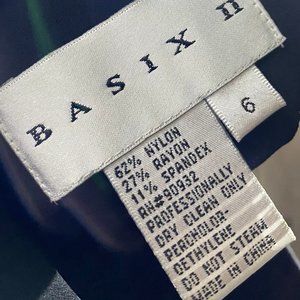 BASIX II
6
62% NYLON
27% RAYON
11% SPANDEX
RN#80932
PROFESSIONALLY
DRY CLEAN ONLY
PERCHLOR-
OETHYLENE
DO NOT STEAM
MADE IN CHINA